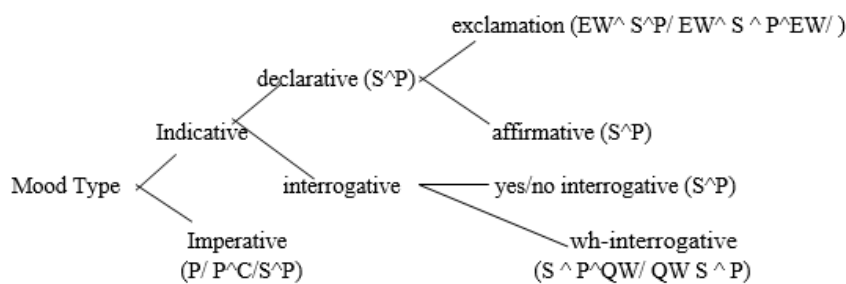 exclamation (EW^ S^P/ EW^ S ^ P^EW/ )
declarative (S^P)
Indicative
affirmative (S^P)
Mood Type
interrogative
yes/no interrogative (S^P)
Imperative
(P/ P^C/S^P)
wh-interrogative
(S ^ P^QW/ QW S ^ P)